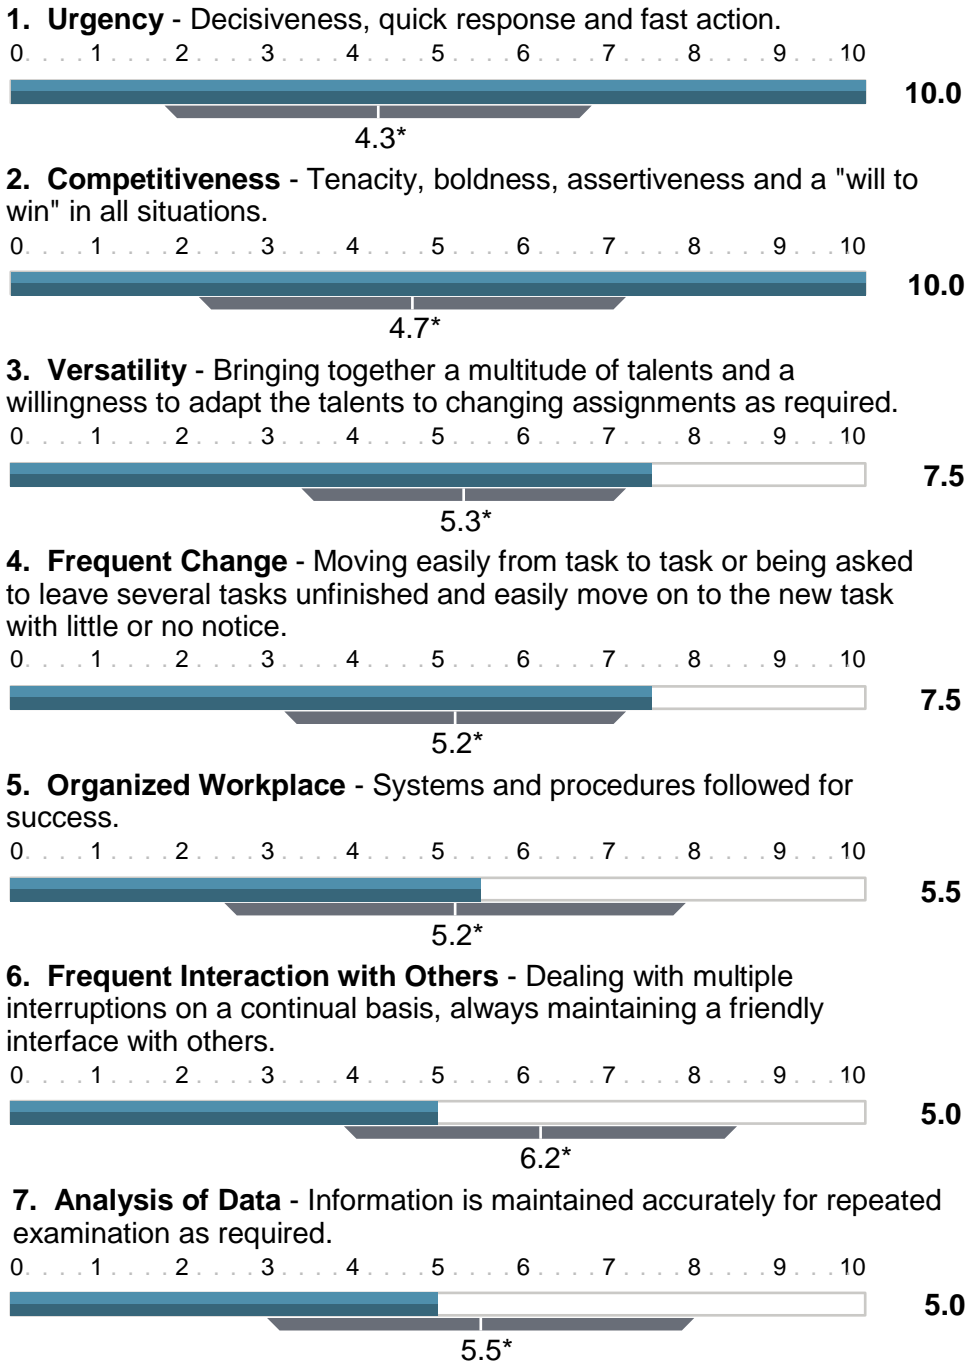 1. Urgency - Decisiveness, quick response and fast action.
0. . . . 1 . . . . 2 . . . . 3 . . . . 4 . . . . 5 . . . . 6 . . . . 7 . . . . 8 . . . . 9 . . . 10
10.0
4.3*
2. Competitiveness - Tenacity, boldness, assertiveness and a "will to
win" in all situations.
0. . . . 1 . . . . 2 . . . . 3 . . . . 4 . . . . 5 . . . . 6 . . . . 7 . . . . 8 . . . . 9 . . . 10
10.0
4.7*
3. Versatility - Bringing together a multitude of talents and a
willingness to adapt the talents to changing assignments as required.
0. . . . 1 . . . . 2 . . . . 3 . . . . 4 . . . . 5 . . . . 6 . . . . 7 . . . . 8 . . . . 9 . . . 10
7.5
5.3*
4. Frequent Change - Moving easily from task to task or being asked
to leave several tasks unfinished and easily move on to the new task
with little or no notice.
0. . . . 1 . . . . 2 . . . . 3 . . . . 4 . . . . 5 . . . . 6 . . . . 7 . . . . 8 . . . . 9 . . . 10
7.5
5.2*
5. Organized Workplace - Systems and procedures followed for
success.
0. . . . 1 . . . . 2 . . . . 3 . . . . 4 . . . . 5 . . . . 6 . . . . 7 . . . . 8 . . . . 9 . . . 10
5.5
5.2*
6. Frequent Interaction with Others - Dealing with multiple
interruptions on a continual basis, always maintaining a friendly
interface with others.
0. . . . 1 . . . . 2 . . . . 3 . . . . 4 . . . . 5 . . . . 6 . . . . 7 . . . . 8 . . . . 9 . . . 10
5.0
6.2*
7. Analysis of Data - Information is maintained accurately for repeated
examination as required.
0. . . . 1 . . . . 2 . . . . 3 . . . . 4 . . . . 5 . . . . 6 . . . . 7 . . . . 8 . . . . 9 . . . 10
5.0
5.5*